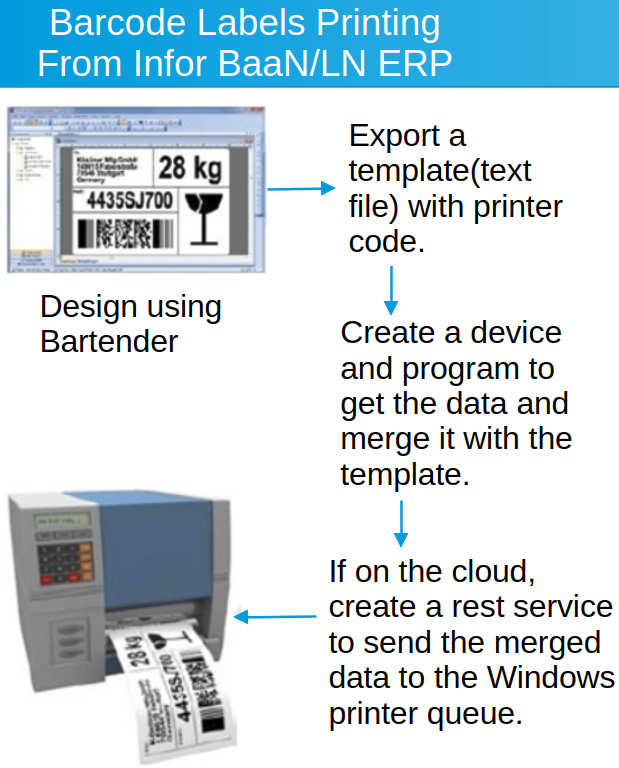 Barcode Labels Printing
From Infor BaaN/LN ERP
28 kg
Germany
4435SJ700
Design using
Bartender
Export a
template(text
file) with printer
code.
Create a device
and program to
get the data and
merge it with the
template.
If on the cloud,
create a rest service
to send the merged
data to the Windows
printer queue.
28 kg